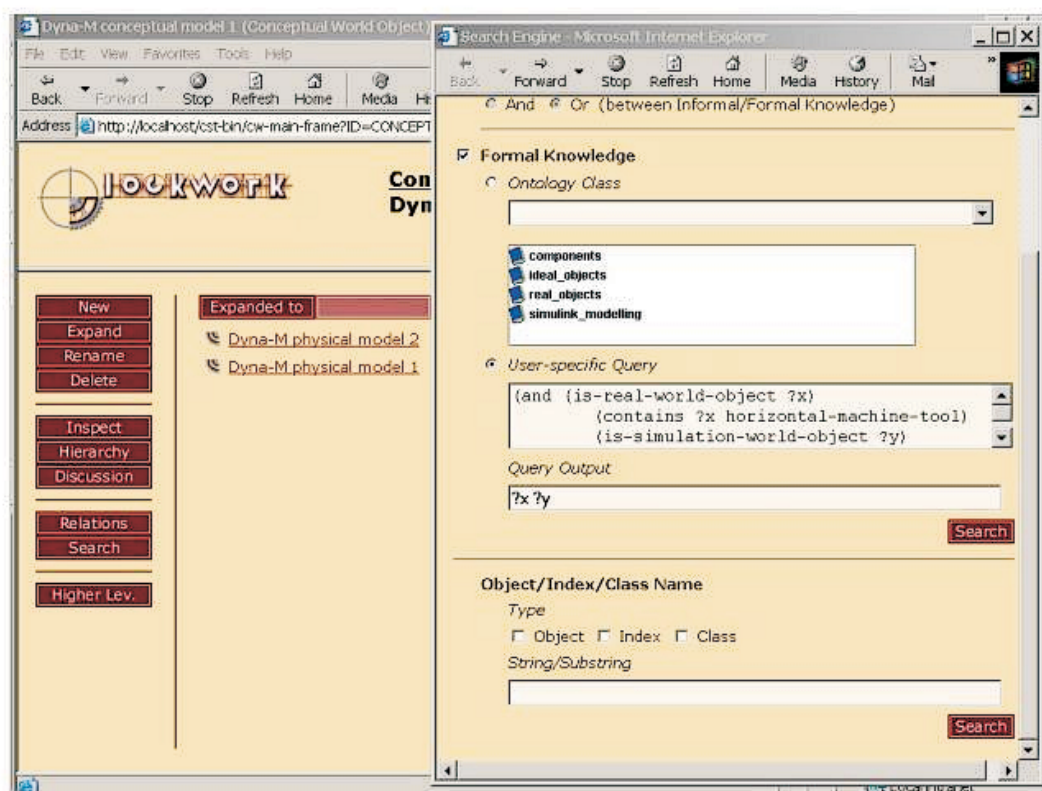 Dyna-M conceptual model 1 (Conceptual World Object)
File Edit View Favorites Tools Help
Back Forward Stop Refresh Home Media
Address http://localhost/cst-bin/cw-main-frame?ID=CONCEPT
lockwork
Con
Dyn
New
Expand
Rename
Delete
Inspect
Hierarchy
Discussion
Relations
Search
Higher Lev.
Expanded to
Dyna-M physical model 2
Dyna-M physical model 1
Search Engine - Microsoft Internet Explorer
Back Forward Stop Refresh Home Media History Mail »
And Or (between Informal/Formal Knowledge)
Formal Knowledge
Ontology Class
components
ideal_objects
real_objects
simulink_modelling
User-specific Query
(and (is-real-world-object ?x)
(contains ?x horizontal-machine-tool)
(is-simulation-world-object ?y)
Query Output
?x ?y
Search
Object/Index/Class Name
Type
Object Index Class
String/Substring
Search